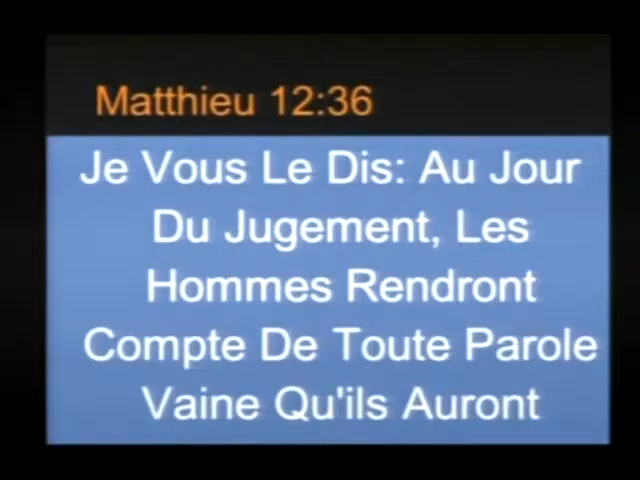 Matthieu 12:36
Je Vous Le Dis: Au Jour
Du Jugement, Les
Hommes Rendront
Compte De Toute Parole
Vaine Qu'ils Auront